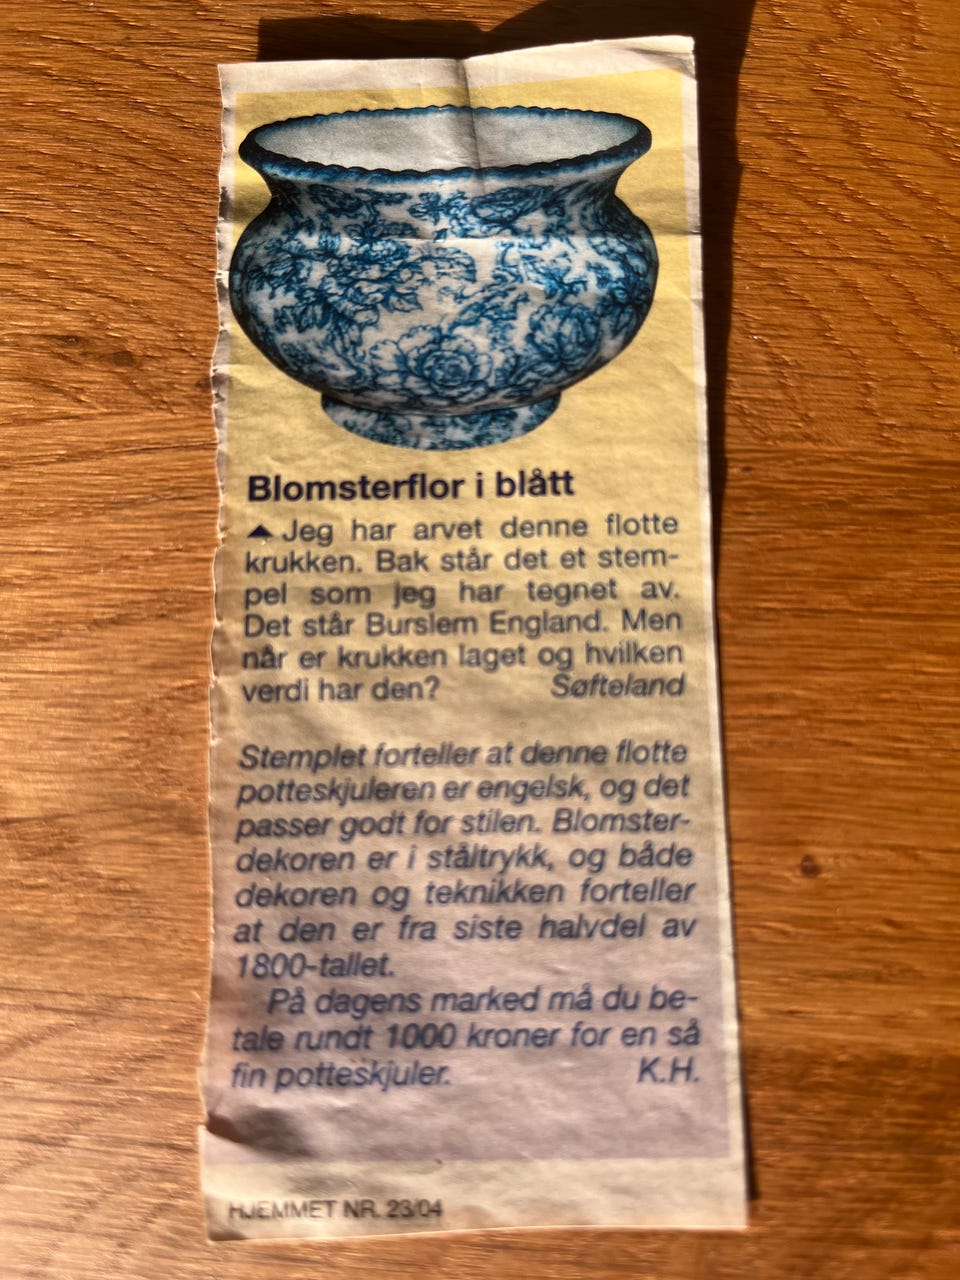 Blomsterflor i blått
▲ Jeg har arvet denne flotte
krukken. Bak står det et stem-
pel som jeg har tegnet av.
Det står Burslem England. Men
når er krukken laget og hvilken
verdi har den? Søfteland
Stemplet forteller at denne flotte
potteskjuleren er engelsk, og det
passer godt for stilen. Blomster-
dekoren er i ståltrykk, og både
dekoren og teknikken forteller
at den er fra siste halvdel av
1800-tallet.
På dagens marked må du be-
tale rundt 1000 kroner for en så
fin potteskjuler. K.H.
HJEMMET NR. 23/04